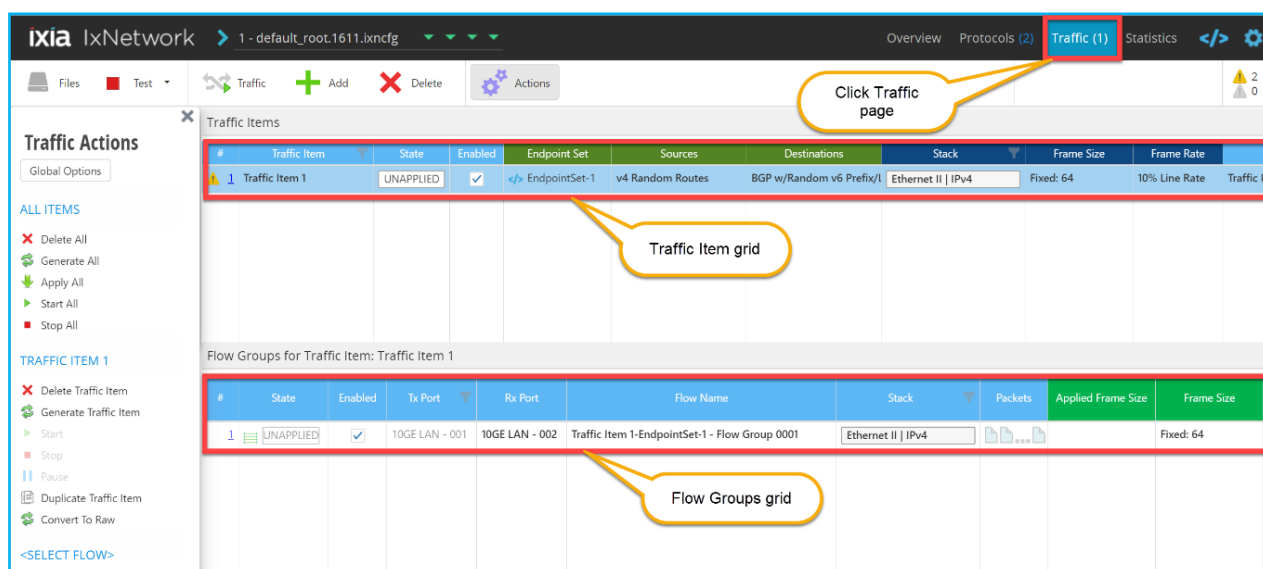 ixia IxNetwork
1 - default_root.1611.ixncfg
Overview Protocols (2) Traffic (1) Statistics </>
Files Test Traffic Add Delete Actions
2
0
Click Traffic
page
Traffic Actions
Global Options
ALL ITEMS
Delete All
Generate All
Apply All
Start All
Stop All
TRAFFIC ITEM 1
Delete Traffic Item
Generate Traffic Item
Start
Stop
Pause
Duplicate Traffic Item
Convert To Raw
<SELECT FLOW>
Traffic Items
# Traffic Item State Enabled Endpoint Set Sources Destinations Stack Frame Size Frame Rate
1 Traffic Item 1 UNAPPLIED </> EndpointSet-1 v4 Random Routes BGP w/Random v6 Prefix/L Ethernet II | IPv4 Fixed: 64 10% Line Rate Traffic
Traffic Item grid
Flow Groups for Traffic Item: Traffic Item 1
# State Enabled Tx Port Rx Port Flow Name Stack Packets Applied Frame Size Frame Size
1 UNAPPLIED 10GE LAN - 001 10GE LAN - 002 Traffic Item 1-EndpointSet-1 - Flow Group 0001 Ethernet II | IPv4 ... Fixed: 64
Flow Groups grid